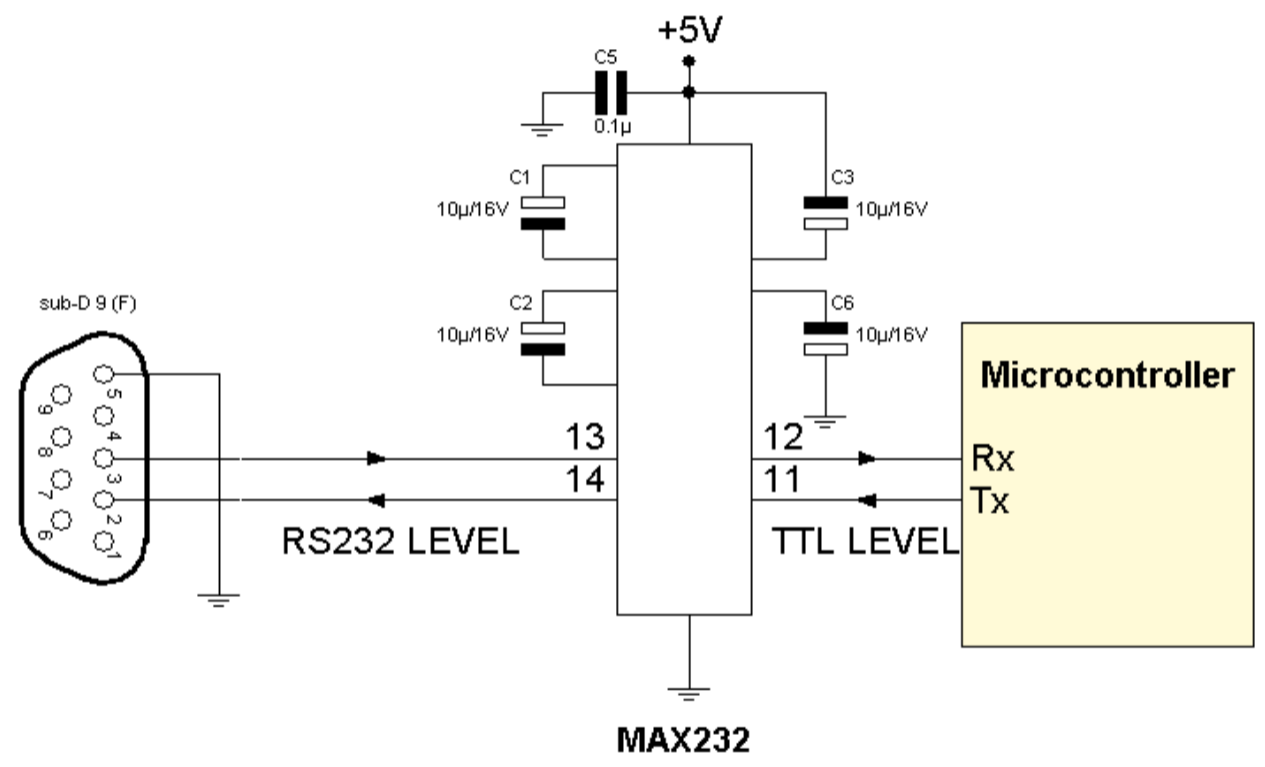 +5V
C5
0.1µ
C1
10µ/16V
C3
10µ/16V
C2
10µ/16V
C6
10µ/16V
sub-D 9 (F)
5
9
4
8
3
7
2
6
1
Microcontroller
13
12
Rx
14
11
Tx
RS232 LEVEL
TTL LEVEL
MAX232